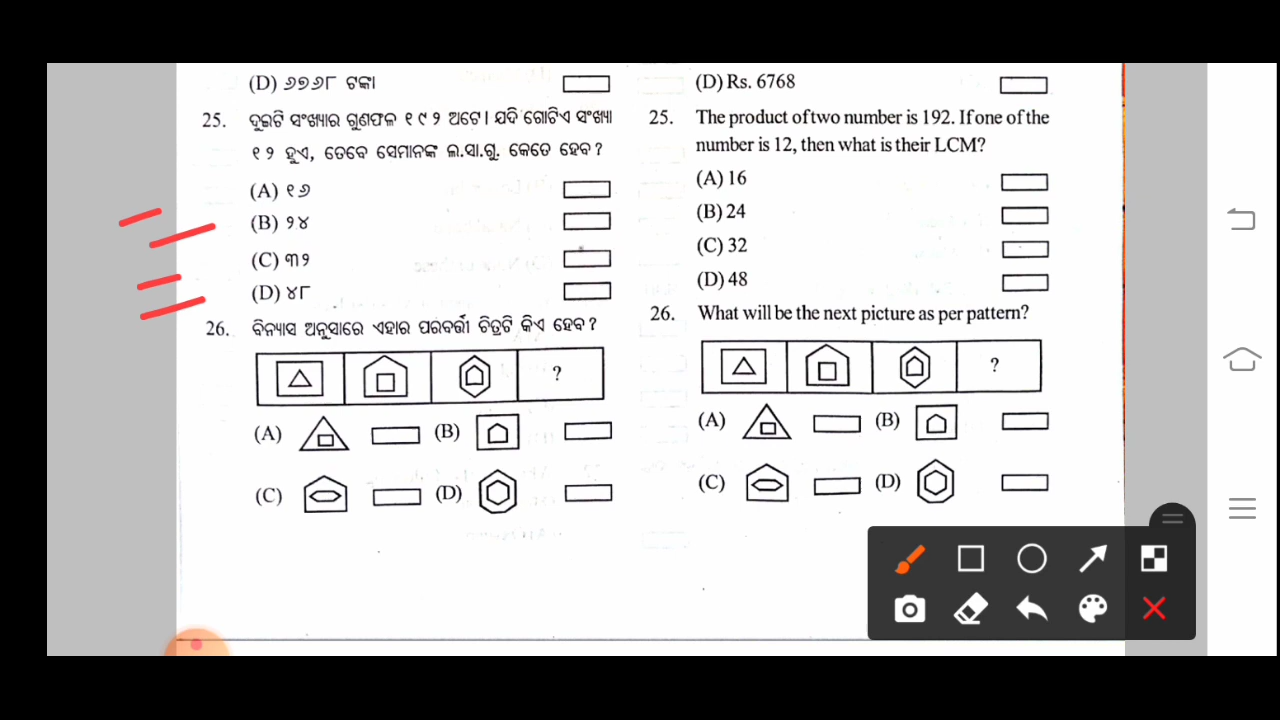 (D) ୬୭୬୮ ଟଙ୍କା
25. ଦୁଇଟି ସଂଖ୍ୟାର ଗୁଣଫଳ ୧୯୨ ଅଟେ। ଯଦି ଗୋଟିଏ ସଂଖ୍ୟା
୧୨ ହୁଏ, ତେବେ ସେମାନଙ୍କ ଲ.ସା.ଗୁ. କେତେ ହେବ?
(A) ୧୬
(B) ୨୪
(C) ୩୨
(D) ୪୮
26. ବିନ୍ୟାସ ଅନୁସାରେ ଏହାର ପରବର୍ତ୍ତୀ ଚିତ୍ରଟି କିଏ ହେବ?
?
(A) (B)
(C) (D)
(D) Rs. 6768
25. The product of two number is 192. If one of the
number is 12, then what is their LCM?
(A) 16
(B) 24
(C) 32
(D) 48
26. What will be the next picture as per pattern?
?
(A) (B)
(C) (D)